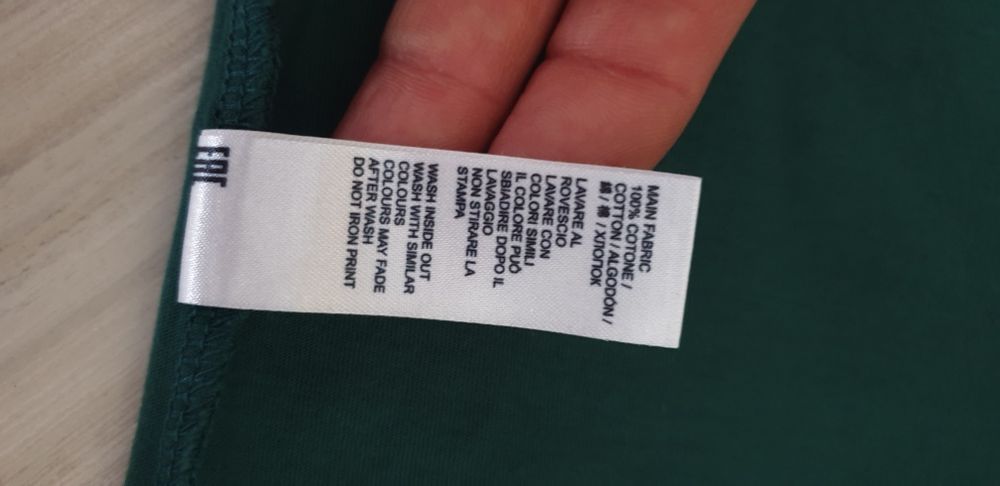 MAIN FABRIC
100% COTONE /
COTTON / ALGODÓN /
綿 / 棉 / ХЛОПОК
LAVARE AL
ROVESCIO
LAVARE CON
COLORI SIMILI
IL COLORE PUÒ
SBIADIRE DOPO IL
LAVAGGIO
NON STIRARE LA
STAMPA
WASH INSIDE OUT
WASH WITH SIMILAR
COLOURS
COLOURS MAY FADE
AFTER WASH
DO NOT IRON PRINT
EAC